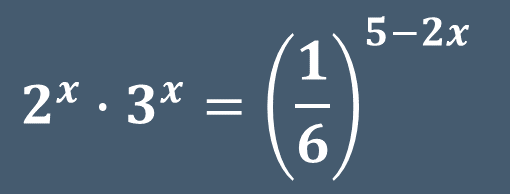 2^x · 3^x = (1/6)^{5−2x}